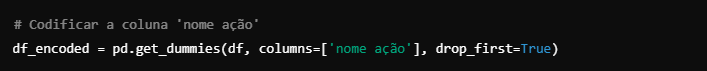 # Codificar a coluna 'nome ação'
df_encoded = pd.get_dummies(df, columns=['nome ação'], drop_first=True)